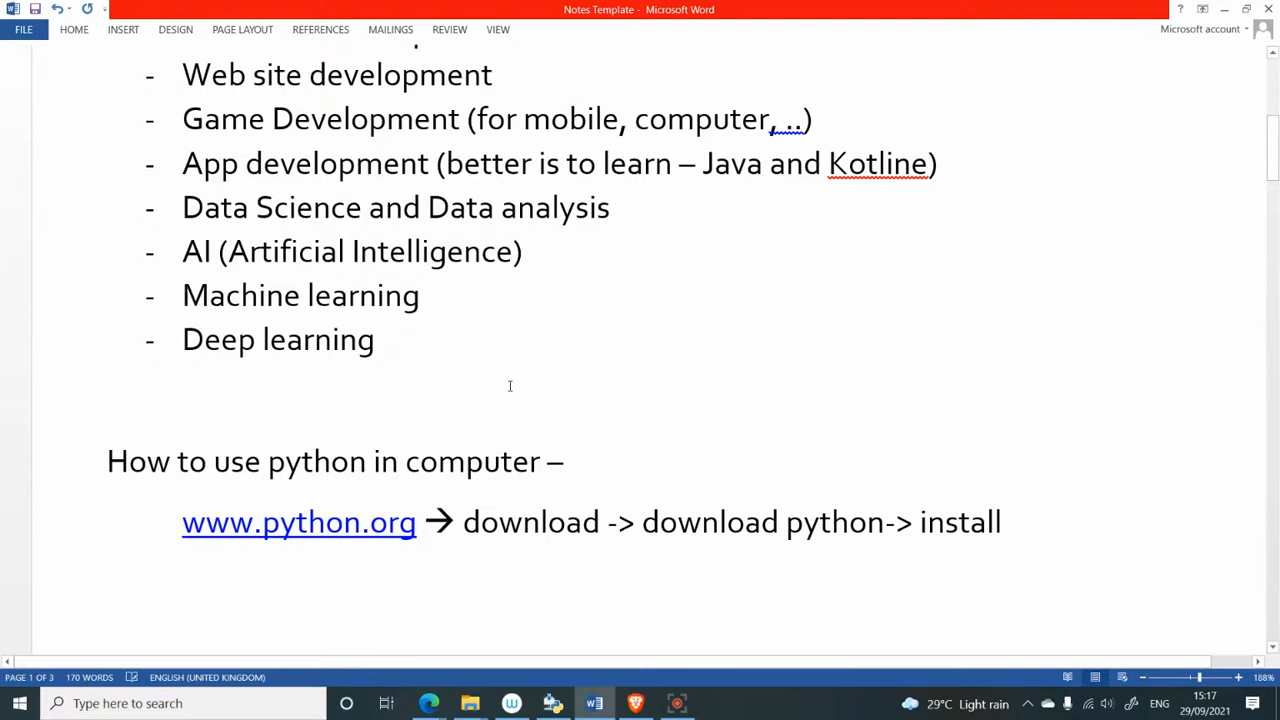 Notes Template - Microsoft Word
Microsoft account
FILE HOME INSERT DESIGN PAGE LAYOUT REFERENCES MAILINGS REVIEW VIEW
- Web site development
- Game Development (for mobile, computer, ..)
- App development (better is to learn – Java and Kotline)
- Data Science and Data analysis
- AI (Artificial Intelligence)
- Machine learning
- Deep learning
How to use python in computer –
www.python.org → download -> download python-> install
PAGE 1 OF 3 170 WORDS ENGLISH (UNITED KINGDOM) 188%
Type here to search 29°C Light rain ENG 15:17
29/09/2021